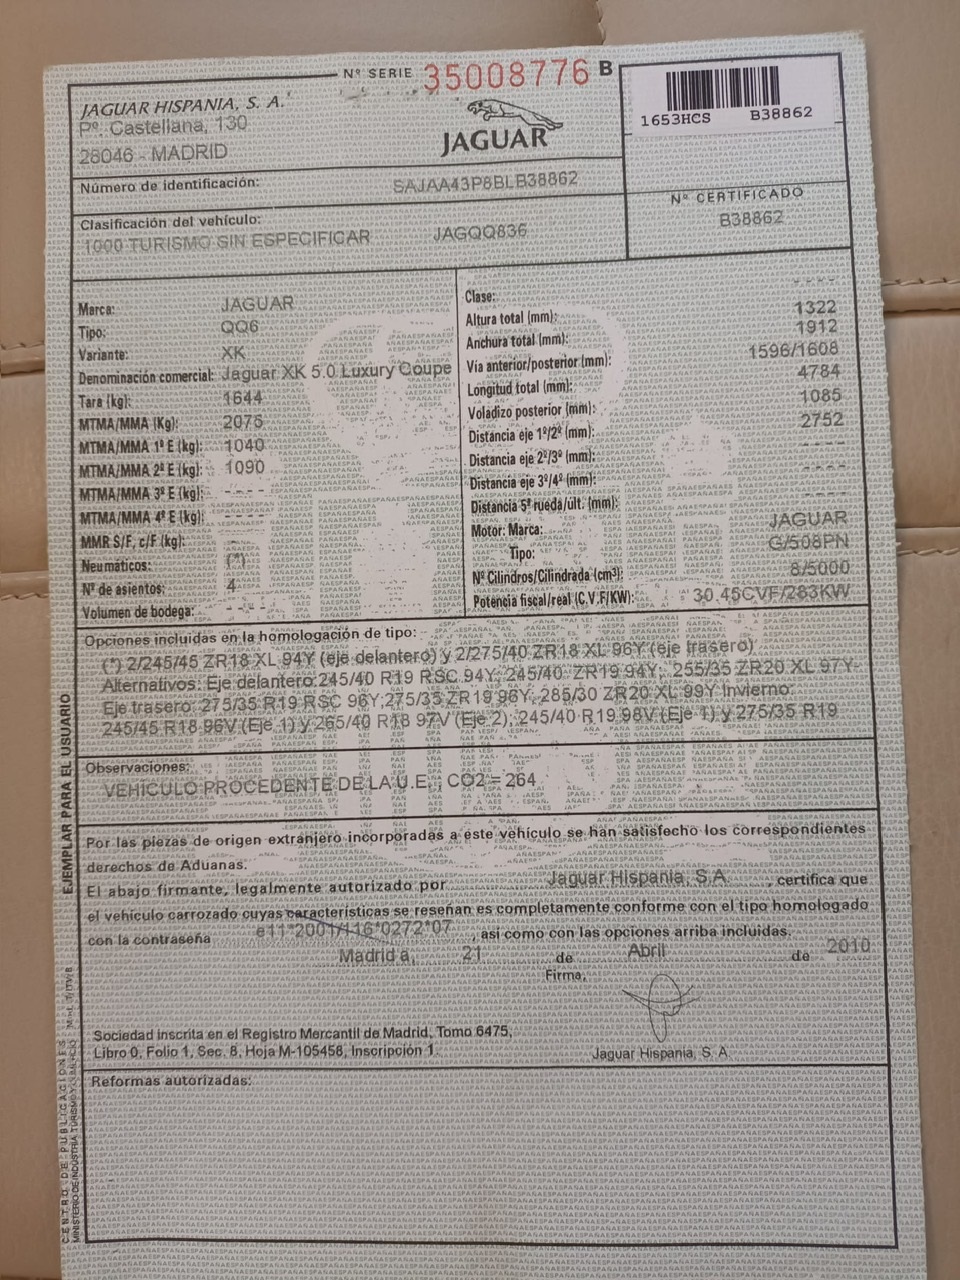 Nº SERIE 35008776 B
JAGUAR HISPANIA, S. A.
Pº. Castellana, 130
28046 - MADRID
JAGUAR
1653HCS B38862
Número de identificación: SAJAA43P8BLB38862
Nº CERTIFICADO
B38862
Clasificación del vehículo:
1000 TURISMO SIN ESPECIFICAR JAGQQ836
Marca: JAGUAR
Tipo: QQ6
Variante: XK
Denominación comercial: Jaguar XK 5.0 Luxury Coupe
Tara (kg): 1644
MTMA/MMA (Kg): 2075
MTMA/MMA 1º E (kg): 1040
MTMA/MMA 2º E (kg): 1090
MTMA/MMA 3º E (kg): ----
MTMA/MMA 4º E (kg): ----
MMR S/F, c/F (kg):
Neumáticos: (*)
Nº de asientos: 4
Volumen de bodega: ----
Clase: ----
Altura total (mm): 1322
Anchura total (mm): 1912
Vía anterior/posterior (mm): 1596/1608
Longitud total (mm): 4784
Voladizo posterior (mm): 1085
Distancia eje 1º/2º (mm): 2752
Distancia eje 2º/3º (mm): ----
Distancia eje 3º/4º (mm): ----
Distancia 5ª rueda/últ. (mm): ----
Motor: Marca: JAGUAR
Tipo: G/508PN
Nº Cilindros/Cilindrada (cm³): 8/5000
Potencia fiscal/real (C.V.F/KW): 30.45CVF/283KW
Opciones incluidas en la homologación de tipo:
(*) 2/245/45 ZR18 XL 94Y (eje delantero) y 2/275/40 ZR18 XL 96Y (eje trasero)
Alternativos: Eje delantero:245/40 R19 RSC 94Y; 245/40 ZR19 94Y; 255/35 ZR20 XL 97Y-
Eje trasero: 275/35 R19 RSC 96Y;275/35 ZR19 96Y; 285/30 ZR20 XL 99Y Invierno:
245/45 R18 96V (Eje 1) y 265/40 R18 97V (Eje 2); 245/40 R19 98V (Eje 1) y 275/35 R19
Observaciones:
VEHICULO PROCEDENTE DE LA U.E., CO2 = 264
Por las piezas de origen extranjero incorporadas a este vehículo se han satisfecho los correspondientes
derechos de Aduanas.
El abajo firmante, legalmente autorizado por Jaguar Hispania, S.A. , certifica que
el vehículo carrozado cuyas características se reseñan es completamente conforme con el tipo homologado
con la contraseña e11*2001/116*0272*07 , así como con las opciones arriba incluidas.
Madrid a, 21 de Abril de 2010
Firma,
Sociedad inscrita en el Registro Mercantil de Madrid, Tomo 6475,
Libro 0, Folio 1, Sec. 8, Hoja M-105458, Inscripción 1.
Jaguar Hispania, S. A.
Reformas autorizadas:
EJEMPLAR PARA EL USUARIO
CENTRO DE PUBLICACIONES
MINISTERIO DE INDUSTRIA, TURISMO Y COMERCIO